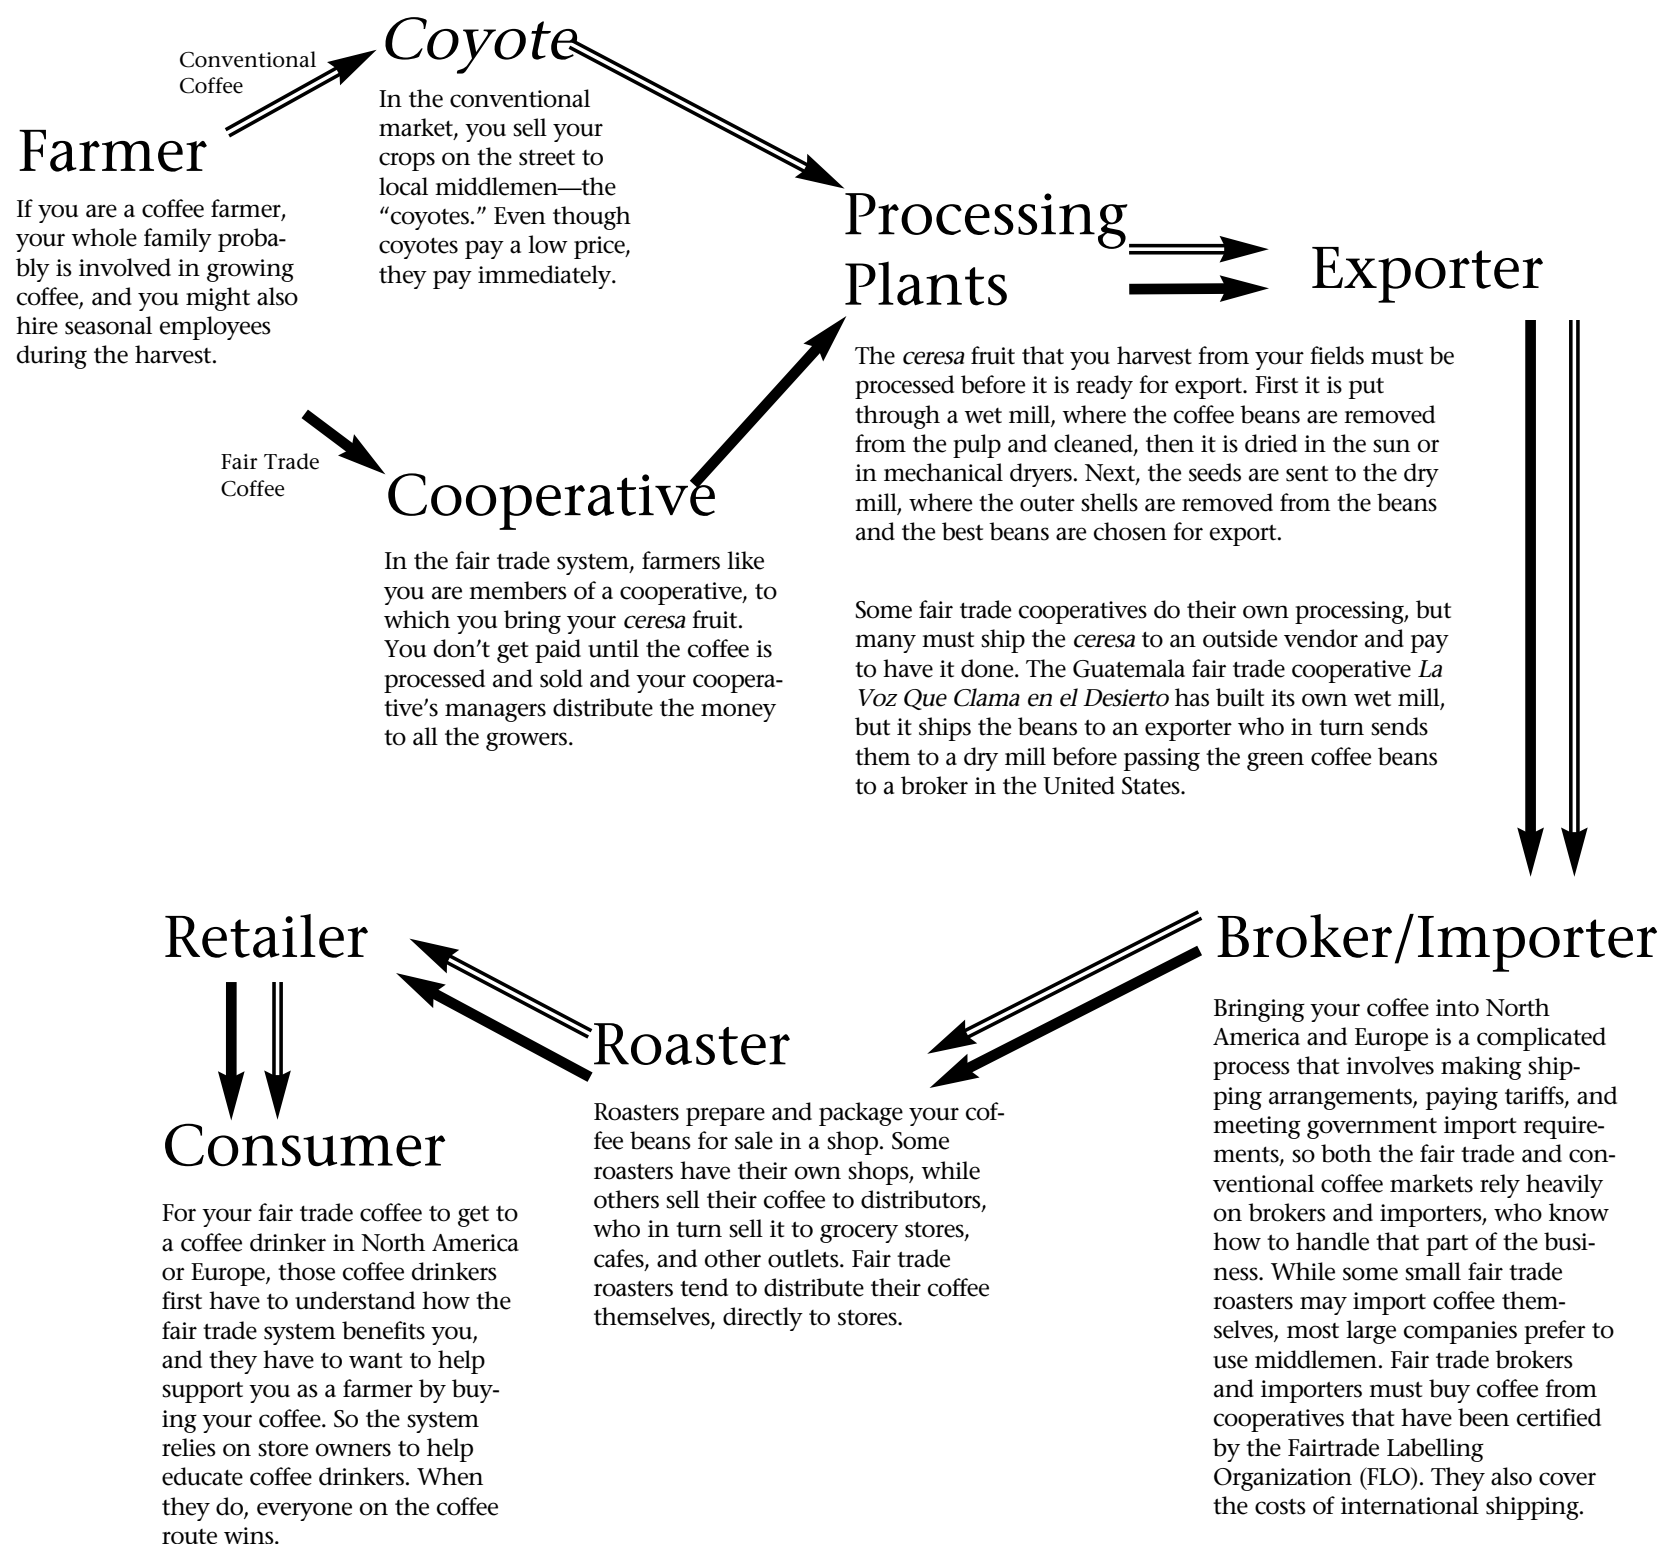 Conventional
Coffee
Coyote
In the conventional
market, you sell your
crops on the street to
local middlemen—the
“coyotes.” Even though
coyotes pay a low price,
they pay immediately.
Farmer
If you are a coffee farmer,
your whole family proba-
bly is involved in growing
coffee, and you might also
hire seasonal employees
during the harvest.
Fair Trade
Coffee
Cooperative
In the fair trade system, farmers like
you are members of a cooperative, to
which you bring your ceresa fruit.
You don’t get paid until the coffee is
processed and sold and your coopera-
tive’s managers distribute the money
to all the growers.
Processing
Plants
Exporter
The ceresa fruit that you harvest from your fields must be
processed before it is ready for export. First it is put
through a wet mill, where the coffee beans are removed
from the pulp and cleaned, then it is dried in the sun or
in mechanical dryers. Next, the seeds are sent to the dry
mill, where the outer shells are removed from the beans
and the best beans are chosen for export.
Some fair trade cooperatives do their own processing, but
many must ship the ceresa to an outside vendor and pay
to have it done. The Guatemala fair trade cooperative La
Voz Que Clama en el Desierto has built its own wet mill,
but it ships the beans to an exporter who in turn sends
them to a dry mill before passing the green coffee beans
to a broker in the United States.
Broker/Importer
Bringing your coffee into North
America and Europe is a complicated
process that involves making ship-
ping arrangements, paying tariffs, and
meeting government import require-
ments, so both the fair trade and con-
ventional coffee markets rely heavily
on brokers and importers, who know
how to handle that part of the busi-
ness. While some small fair trade
roasters may import coffee them-
selves, most large companies prefer to
use middlemen. Fair trade brokers
and importers must buy coffee from
cooperatives that have been certified
by the Fairtrade Labelling
Organization (FLO). They also cover
the costs of international shipping.
Roaster
Roasters prepare and package your cof-
fee beans for sale in a shop. Some
roasters have their own shops, while
others sell their coffee to distributors,
who in turn sell it to grocery stores,
cafes, and other outlets. Fair trade
roasters tend to distribute their coffee
themselves, directly to stores.
Retailer
Consumer
For your fair trade coffee to get to
a coffee drinker in North America
or Europe, those coffee drinkers
first have to understand how the
fair trade system benefits you,
and they have to want to help
support you as a farmer by buy-
ing your coffee. So the system
relies on store owners to help
educate coffee drinkers. When
they do, everyone on the coffee
route wins.